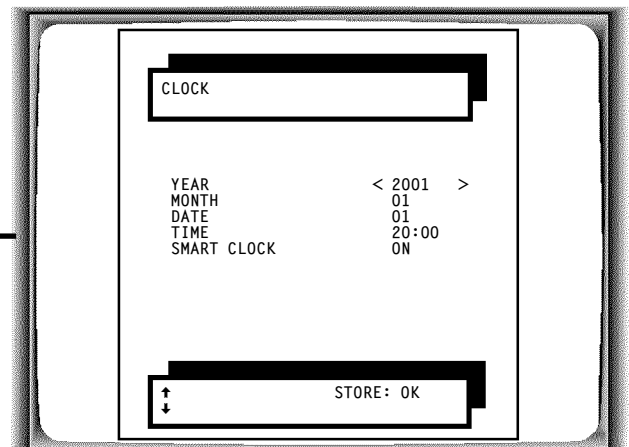 CLOCK
YEAR < 2001 >
MONTH 01
DATE 01
TIME 20:00
SMART CLOCK ON
↑ STORE: OK
↓